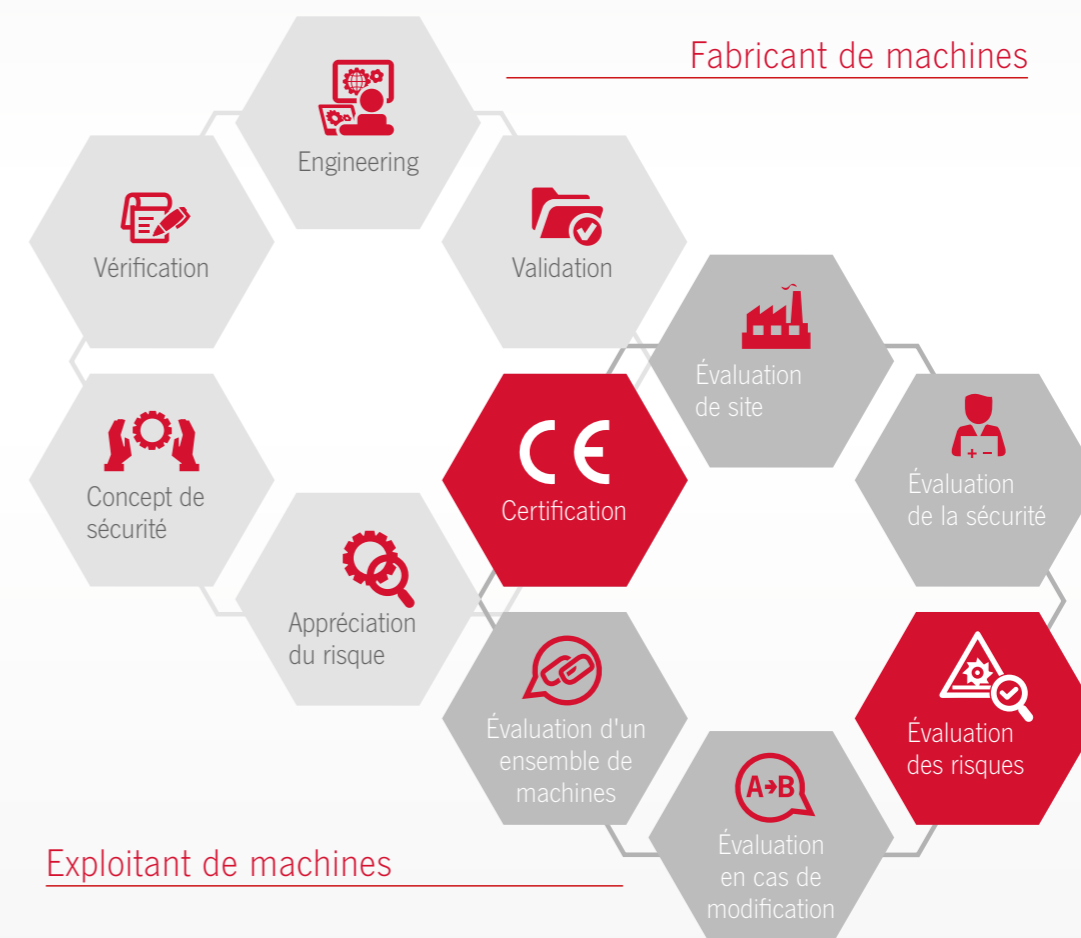 Fabricant de machines
Engineering
Vérification
Validation
Évaluation
de site
CE
Certification
Évaluation
de la sécurité
Concept de
sécurité
Appréciation
du risque
Évaluation d'un
ensemble de
machines
Évaluation
des risques
A→B
Évaluation
en cas de
modification
Exploitant de machines